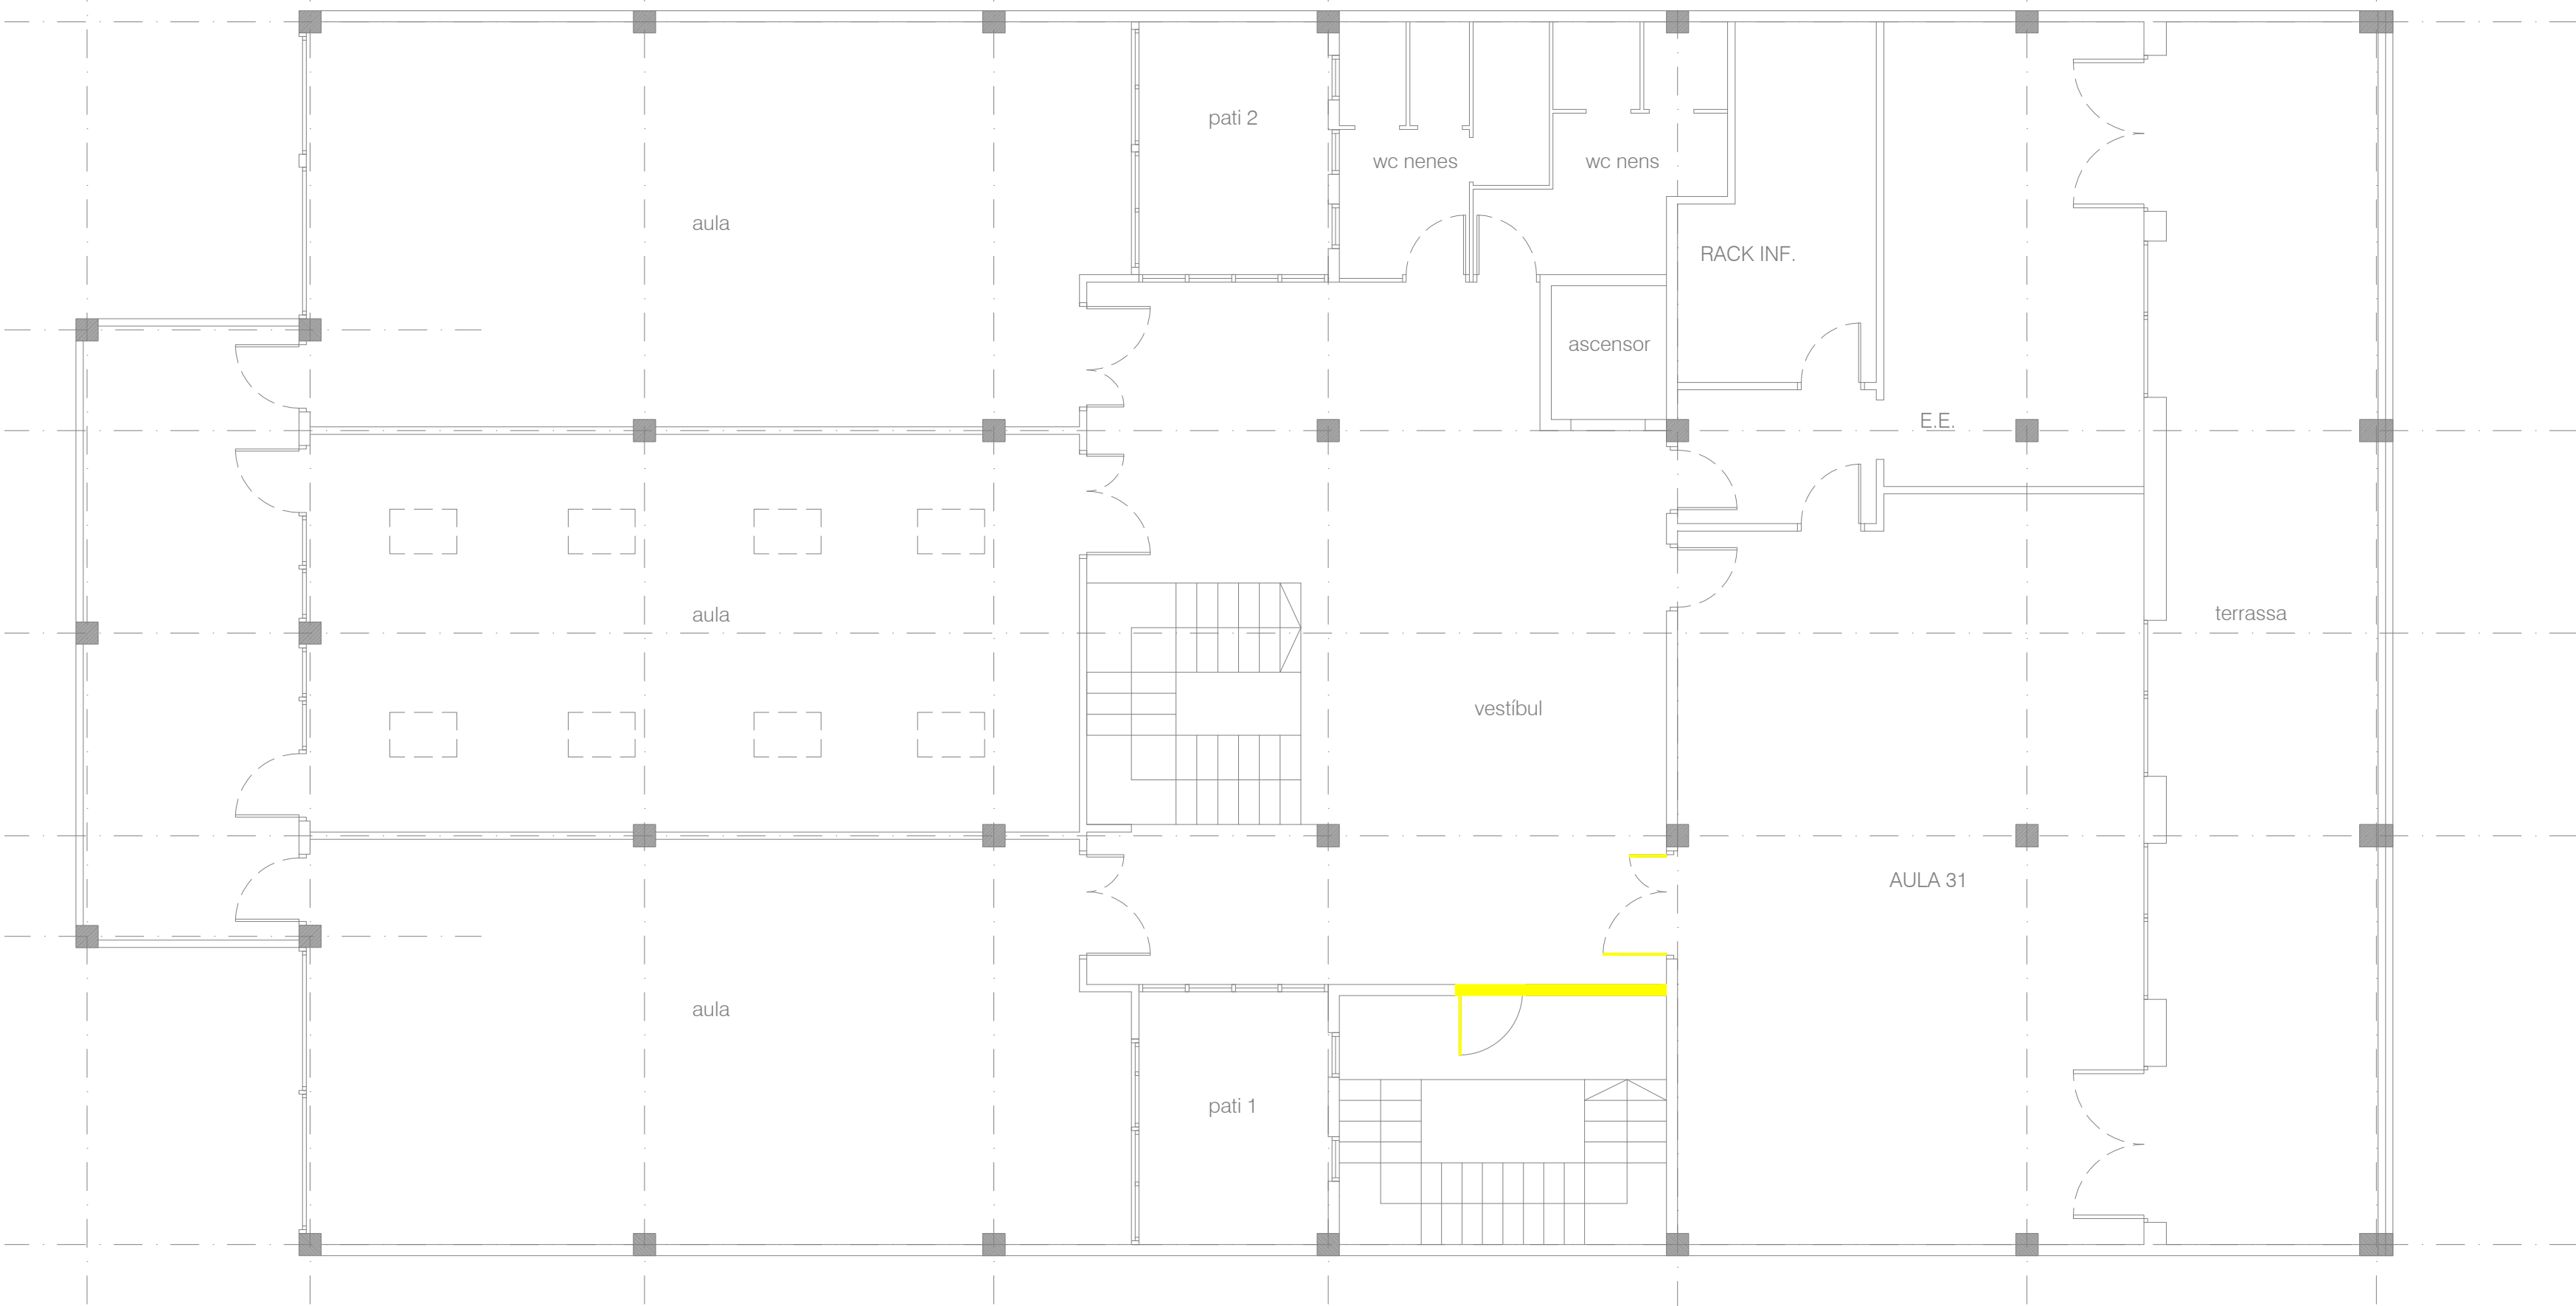 pati 2
wc nenes
wc nens
aula
RACK INF.
ascensor
E.E.
aula
terrassa
vestíbul
AULA 31
aula
pati 1